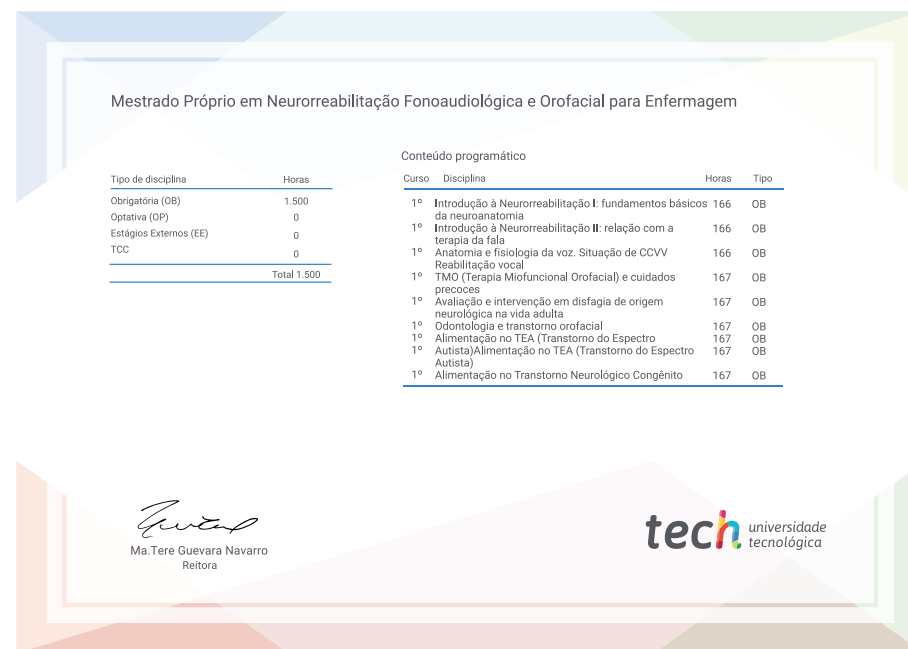 Mestrado Próprio em Neurorreabilitação Fonoaudiológica e Orofacial para Enfermagem
Tipo de disciplina Horas
Obrigatória (OB) 1.500
Optativa (OP) 0
Estágios Externos (EE) 0
TCC 0
Total 1.500
Conteúdo programático
Curso Disciplina Horas Tipo
1º Introdução à Neurorreabilitação I: fundamentos básicos 166 OB
da neuroanatomia
1º Introdução à Neurorreabilitação II: relação com a 166 OB
terapia da fala
1º Anatomia e fisiologia da voz. Situação de CCVV 166 OB
Reabilitação vocal
1º TMO (Terapia Miofuncional Orofacial) e cuidados 167 OB
precoces
1º Avaliação e intervenção em disfagia de origem 167 OB
neurológica na vida adulta
1º Odontologia e transtorno orofacial 167 OB
1º Alimentação no TEA (Transtorno do Espectro 167 OB
1º Autista)Alimentação no TEA (Transtorno do Espectro 167 OB
Autista)
1º Alimentação no Transtorno Neurológico Congênito 167 OB
Ma.Tere Guevara Navarro
Reitora
tech universidade
tecnológica